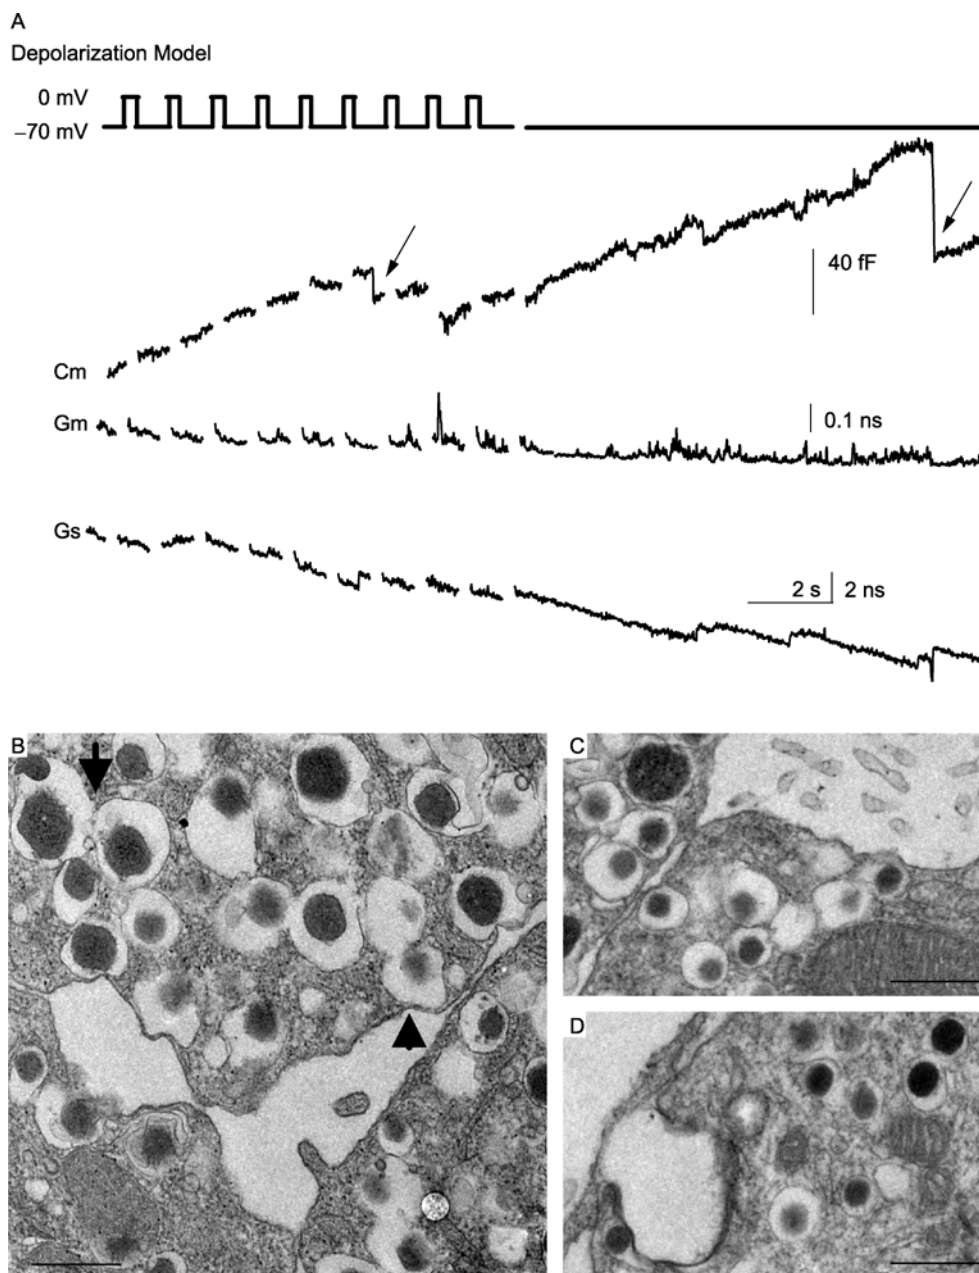 A
Depolarization Model
0 mV
−70 mV
40 fF
Cm
Gm
0.1 ns
Gs
2 s
2 ns
B
C
D